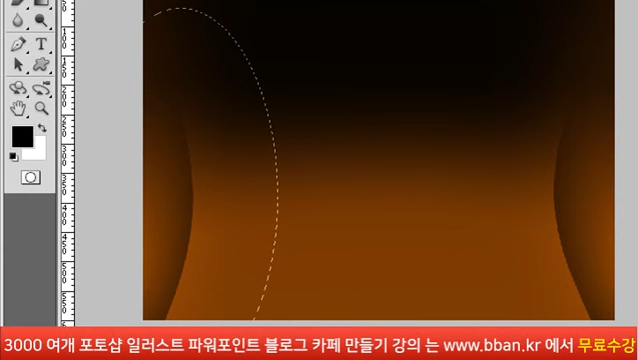 3000 여개 포토샵 일러스트 파워포인트 블로그 카페 만들기 강의 는 www.bban.kr 에서 무료수강